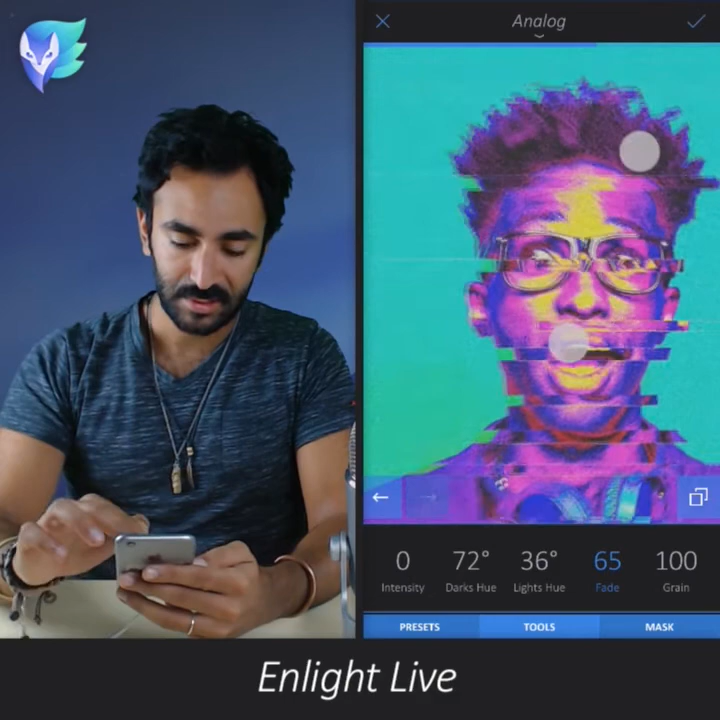 Analog
0 72° 36° 65 100
Intensity Darks Hue Lights Hue Fade Grain
PRESETS TOOLS MASK
Enlight Live